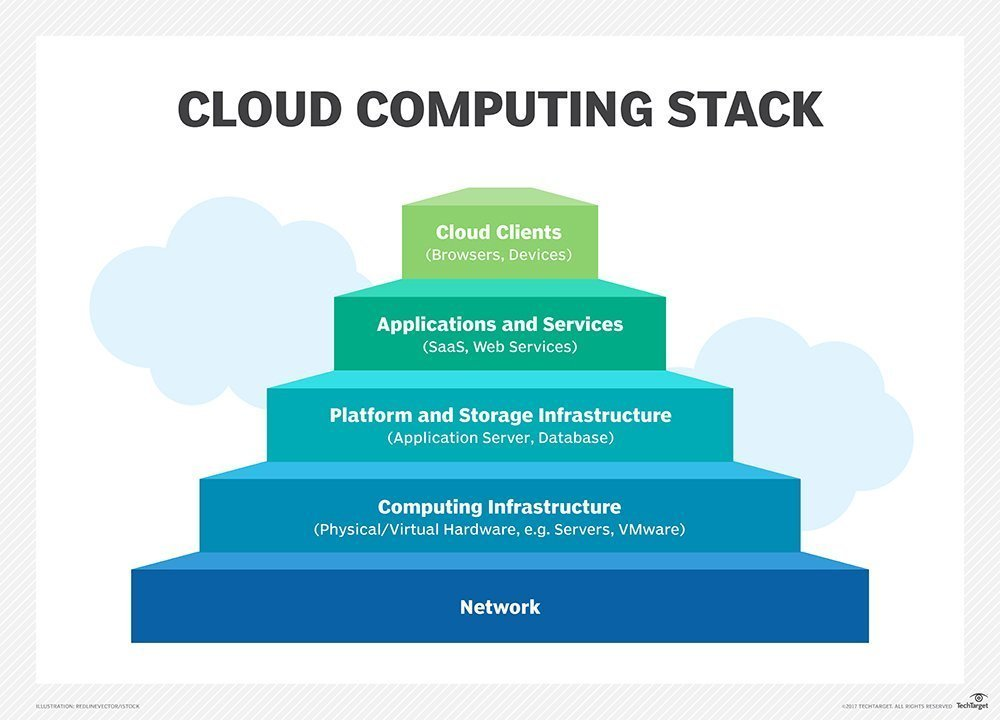 CLOUD COMPUTING STACK
Cloud Clients
(Browsers, Devices)
Applications and Services
(SaaS, Web Services)
Platform and Storage Infrastructure
(Application Server, Database)
Computing Infrastructure
(Physical/Virtual Hardware, e.g. Servers, VMware)
Network
ILLUSTRATION: REDLINEVECTOR/ISTOCK
©2017 TECHTARGET. ALL RIGHTS RESERVED TechTarget